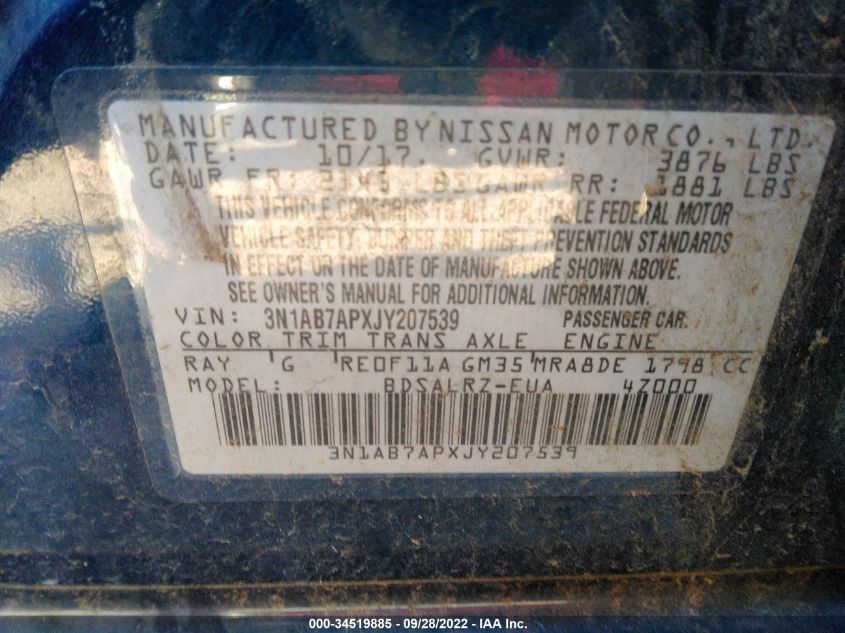 MANUFACTURED BY NISSAN MOTOR CO., LTD.
DATE: 10/17. GVWR: 3876 LBS
GAWR FR: 2145 LBS GAWR RR: 1881 LBS
THIS VEHICLE CONFORMS TO ALL APPLICABLE FEDERAL MOTOR
VEHICLE SAFETY, BUMPER AND THEFT PREVENTION STANDARDS
IN EFFECT ON THE DATE OF MANUFACTURE SHOWN ABOVE.
SEE OWNER'S MANUAL FOR ADDITIONAL INFORMATION.
VIN: 3N1AB7APXJY207539 PASSENGER CAR.
COLOR TRIM TRANS AXLE ENGINE
RAY G RE0F11A GM35 MRA8DE 1798 CC
MODEL: BDSALRZ-EUA 4Z000
3N1AB7APXJY207539
000-34519885 - 09/28/2022 - IAA Inc.